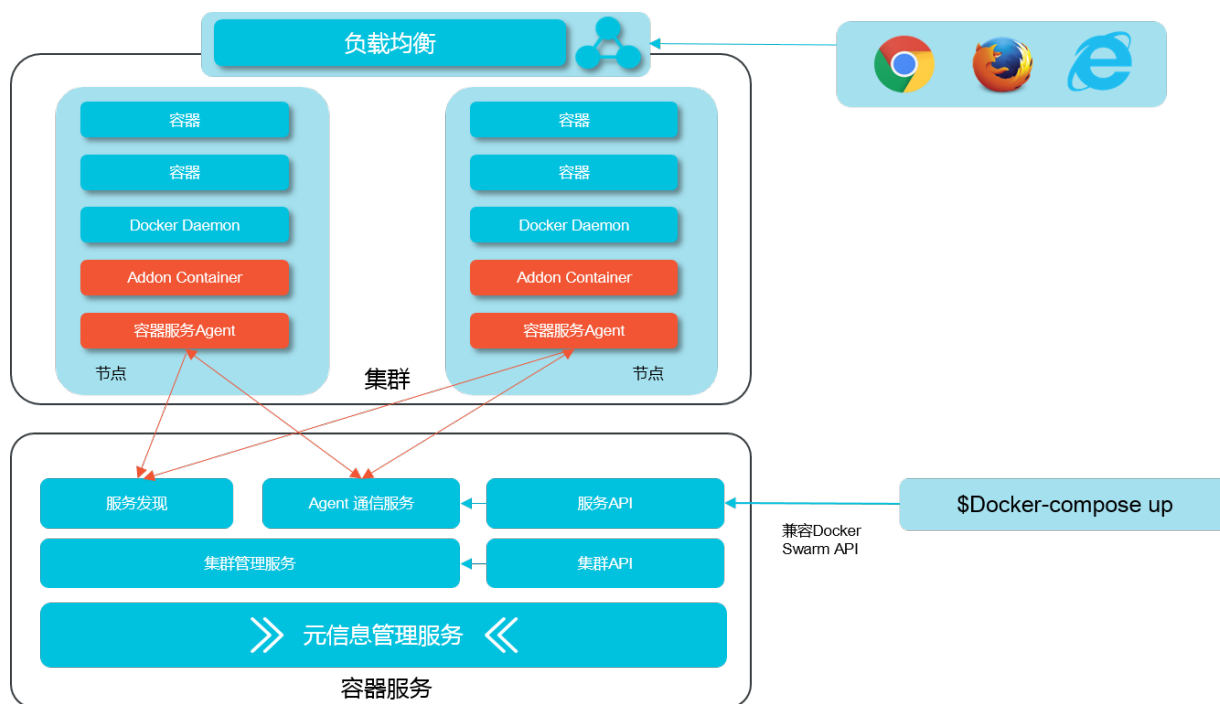 负载均衡
容器
容器
Docker Daemon
Addon Container
容器服务Agent
节点
容器
容器
Docker Daemon
Addon Container
容器服务Agent
节点
集群
服务发现
Agent 通信服务
服务API
集群管理服务
集群API
元信息管理服务
容器服务
兼容Docker
Swarm API
$Docker-compose up